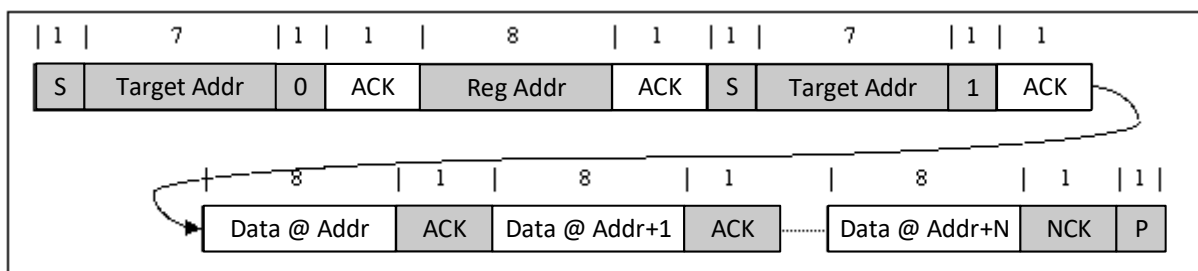 | 1 | 7 | 1 | 1 | 8 | 1 | 1 | 7 | 1 | 1
S Target Addr 0 ACK Reg Addr ACK S Target Addr 1 ACK
| 8 | 1 | 8 | 1 | 8 | 1 | 1 |
Data @ Addr ACK Data @ Addr+1 ACK Data @ Addr+N NCK P